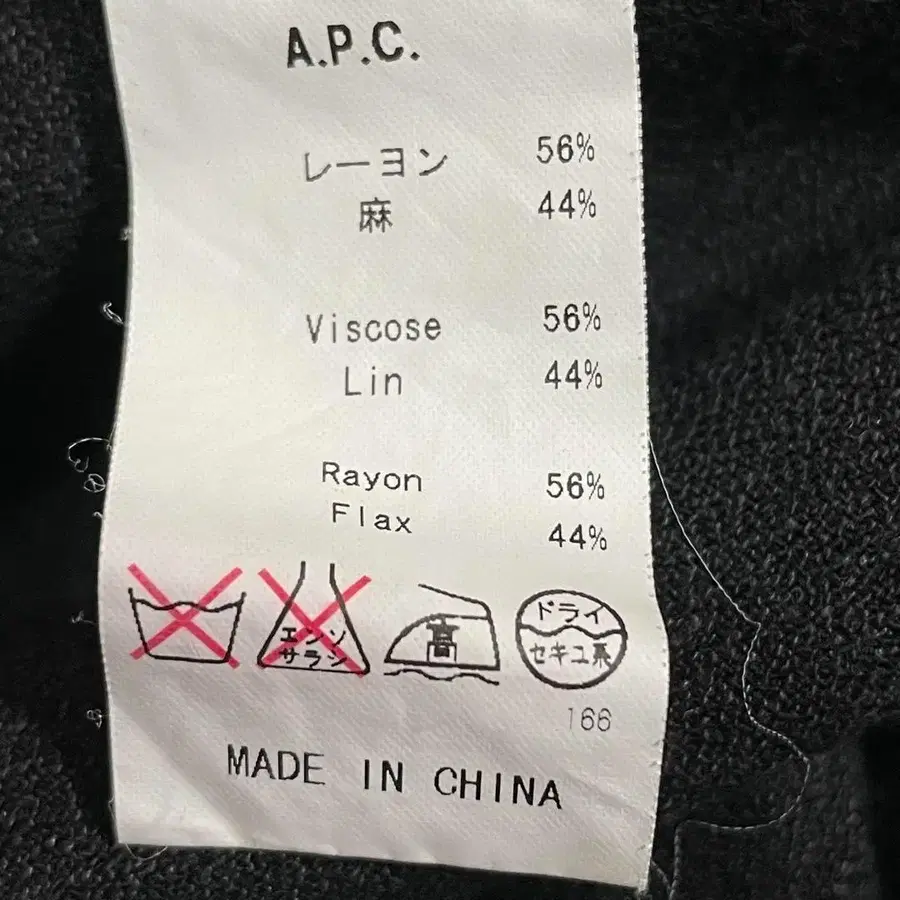 A.P.C.
レーヨン 56%
麻 44%
Viscose 56%
Lin 44%
Rayon 56%
Flax 44%
エンソ
サラシ
高
ドライ
セキユ系
166
MADE IN CHINA